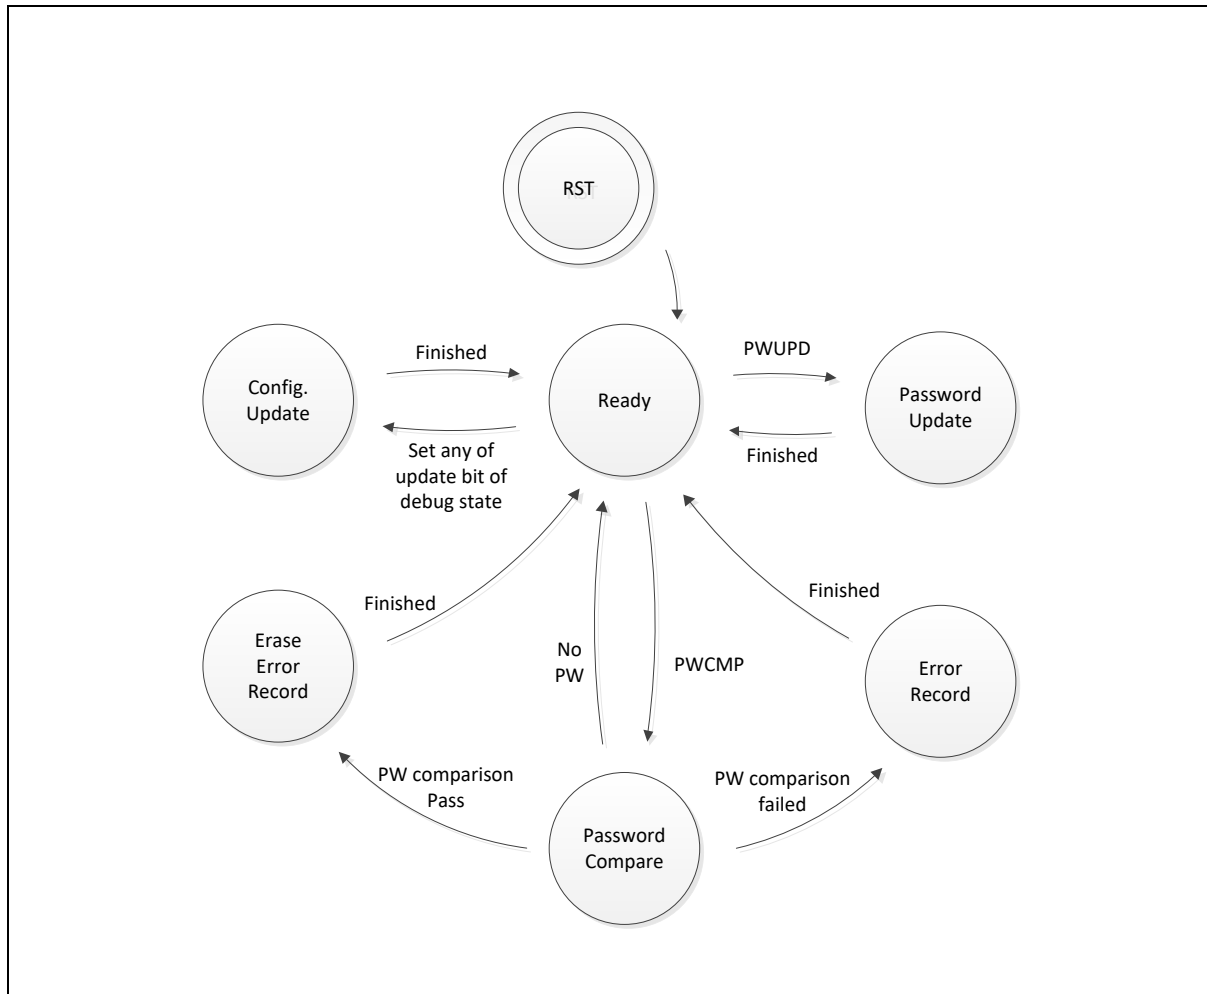 RST
Finished
PWUPD
Config.
Update
Ready
Password
Update
Set any of
update bit of
debug state
Finished
Finished
Finished
Erase
Error
Record
No
PW
PWCMP
Error
Record
PW comparison
Pass
PW comparison
failed
Password
Compare